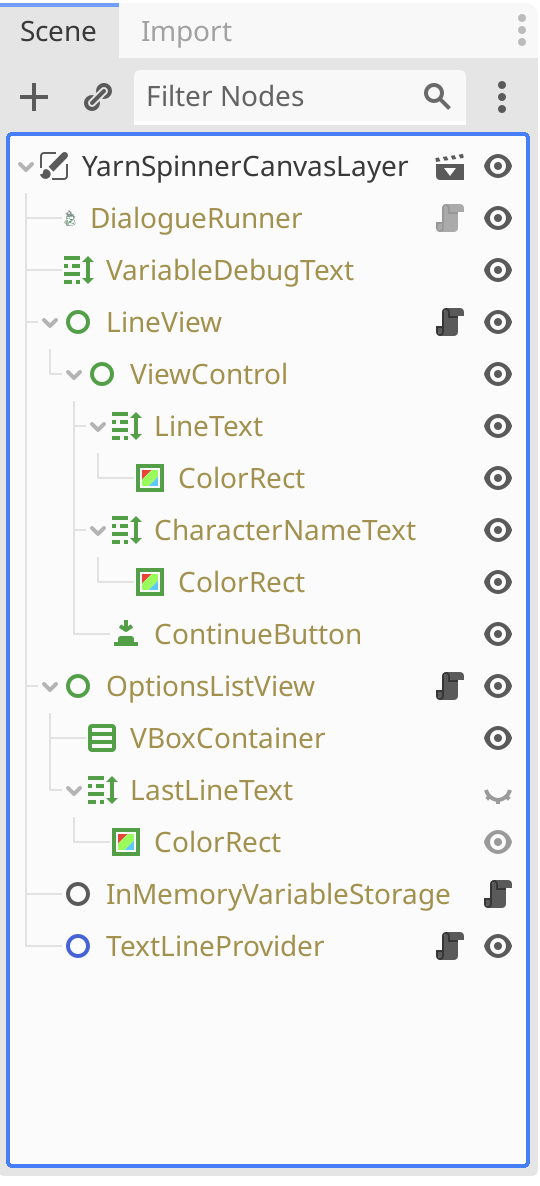 Scene Import
Filter Nodes
YarnSpinnerCanvasLayer
DialogueRunner
VariableDebugText
LineView
ViewControl
LineText
ColorRect
CharacterNameText
ColorRect
ContinueButton
OptionsListView
VBoxContainer
LastLineText
ColorRect
InMemoryVariableStorage
TextLineProvider